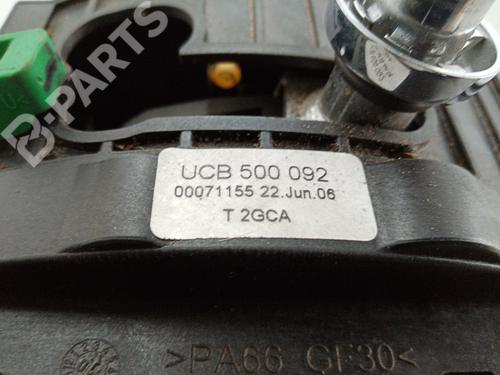 B-PARTS
UCB 500 092
00071155 22.Jun.06
T 2GCA
>PA66 GF30<